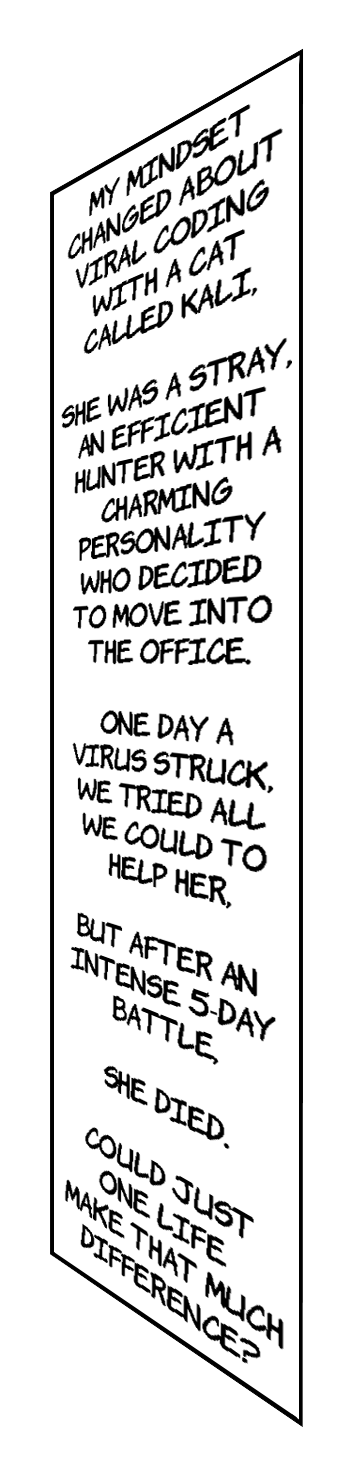 MY MINDSET
CHANGED ABOUT
VIRAL CODING
WITH A CAT
CALLED KALI,
SHE WAS A STRAY,
AN EFFICIENT
HUNTER WITH A
CHARMING
PERSONALITY
WHO DECIDED
TO MOVE INTO
THE OFFICE.
ONE DAY A
VIRUS STRUCK,
WE TRIED ALL
WE COULD TO
HELP HER,
BUT AFTER AN
INTENSE 5-DAY
BATTLE,
SHE DIED.
COULD JUST
ONE LIFE
MAKE THAT MUCH
DIFFERENCE?